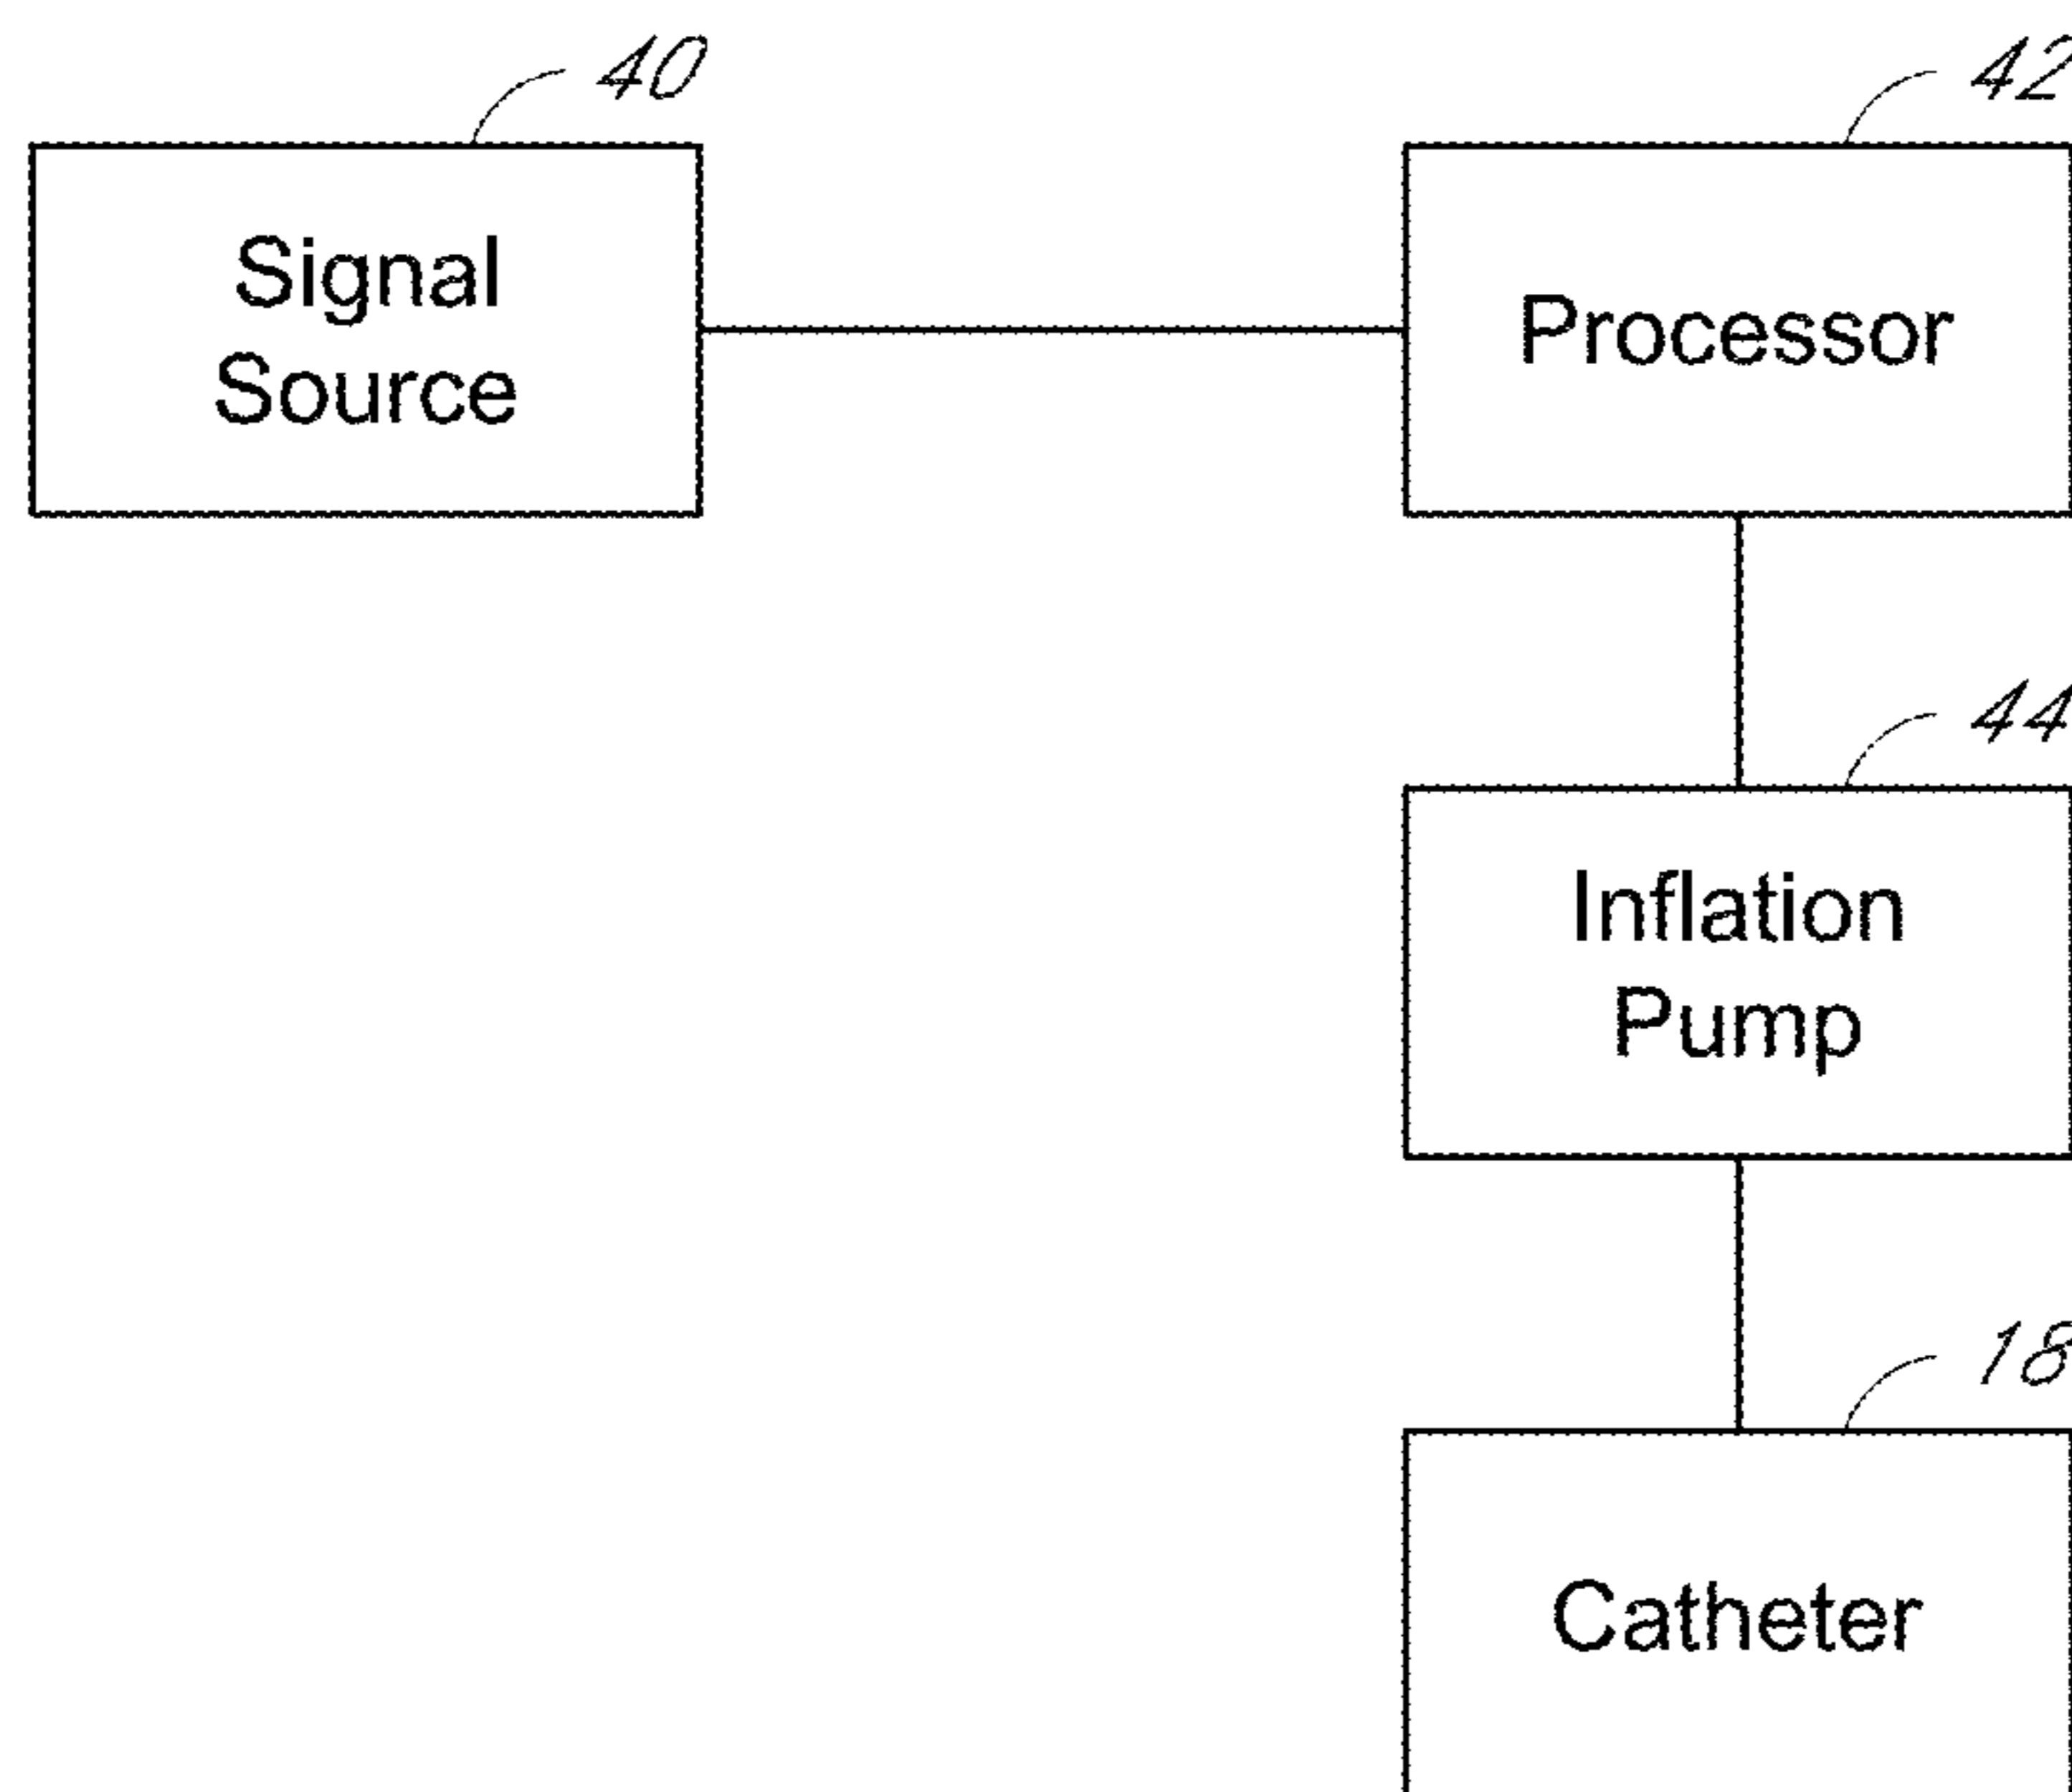 40
42
Signal
Source
Processor
44
Inflation
Pump
18
Catheter